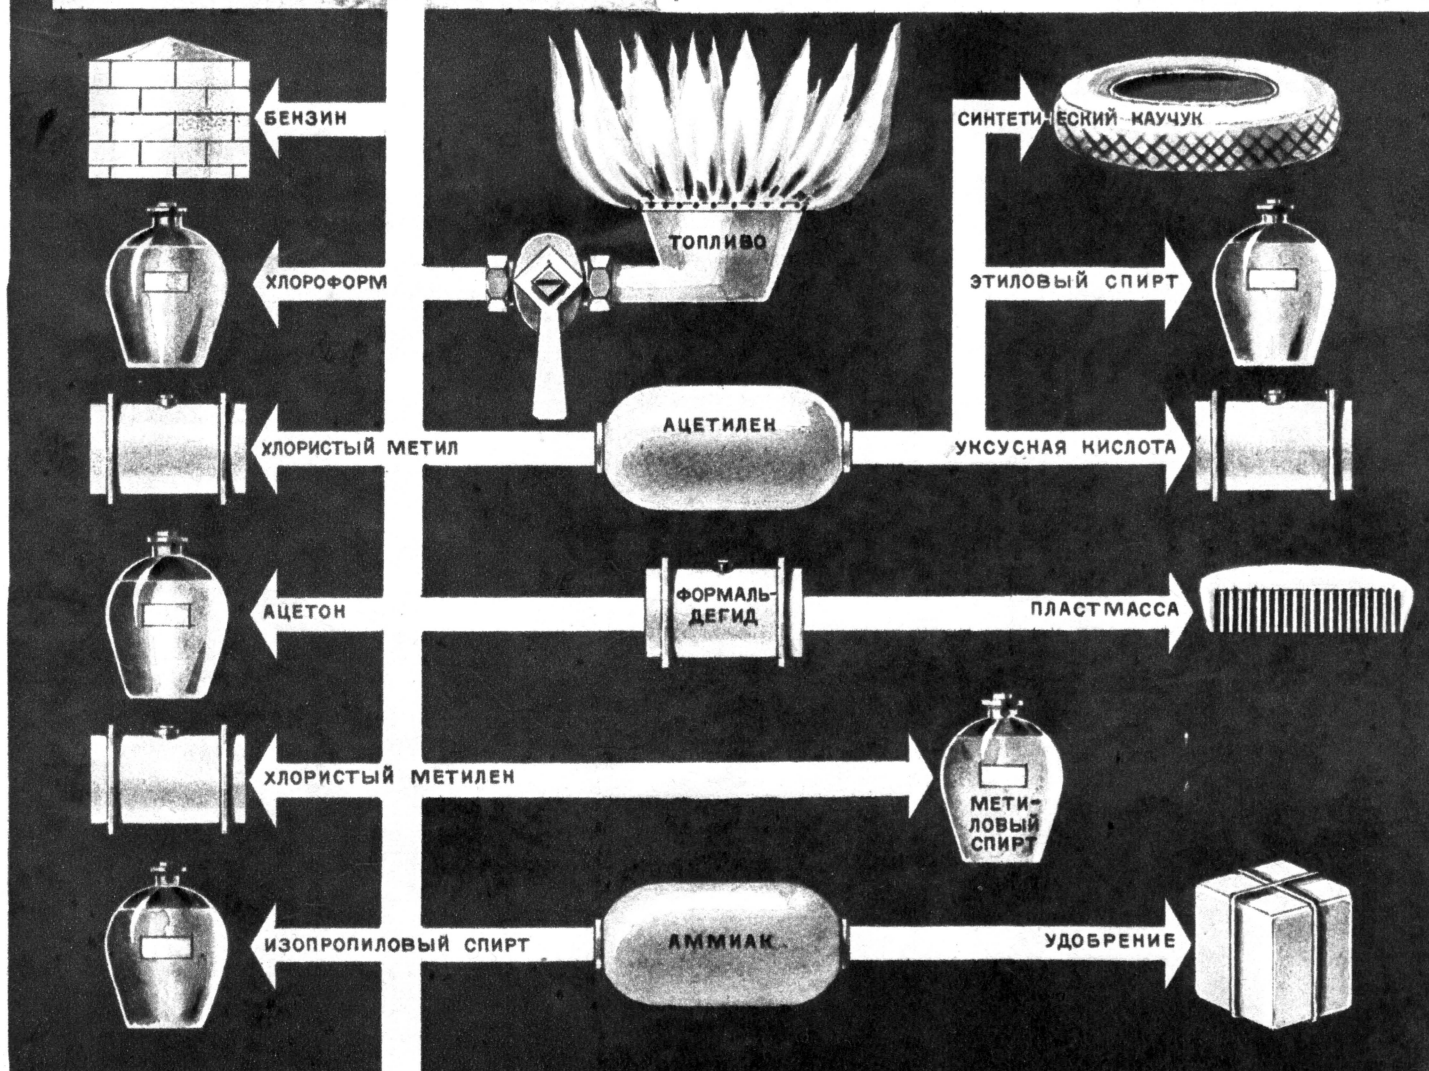 БЕНЗИН
СИНТЕТИЧЕСКИЙ КАУЧУК
ТОПЛИВО
ХЛОРОФОРМ
ЭТИЛОВЫЙ СПИРТ
АЦЕТИЛЕН
ХЛОРИСТЫЙ МЕТИЛ
УКСУСНАЯ КИСЛОТА
АЦЕТОН
ФОРМАЛЬ-
ДЕГИД
ПЛАСТМАССА
ХЛОРИСТЫЙ МЕТИЛЕН
МЕТИ-
ЛОВЫЙ
СПИРТ
ИЗОПРОПИЛОВЫЙ СПИРТ
АММИАК
УДОБРЕНИЕ